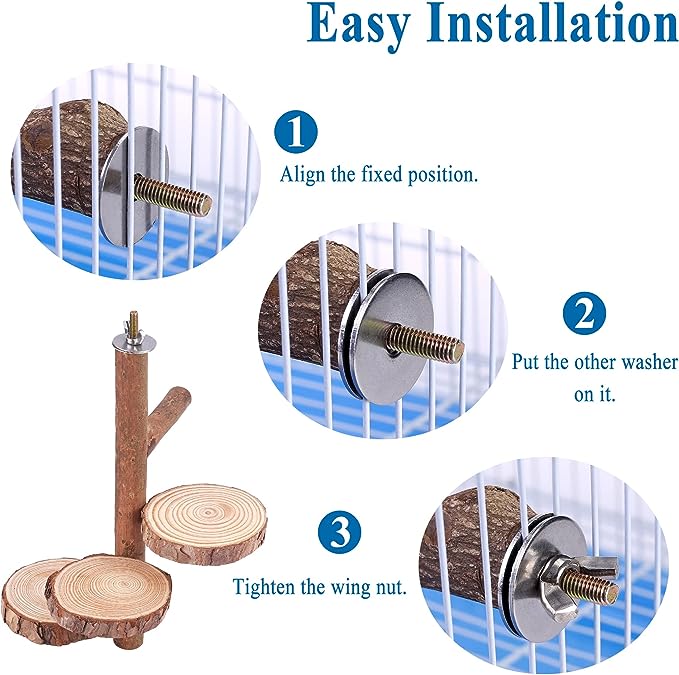 Easy Installation
1
Align the fixed position.
2
Put the other washer
on it.
3
Tighten the wing nut.